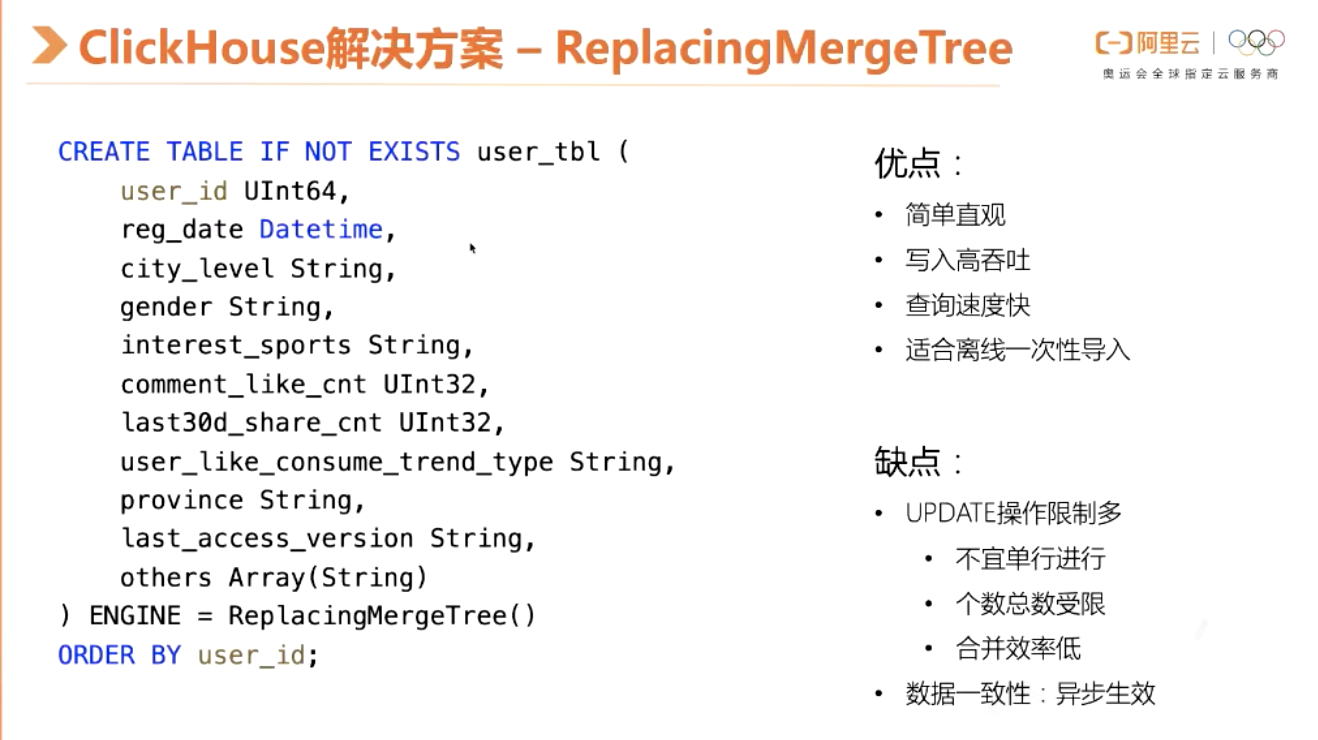 ClickHouse解决方案 – ReplacingMergeTree
阿里云
奥运会全球指定云服务商
CREATE TABLE IF NOT EXISTS user_tbl (
user_id UInt64,
reg_date Datetime,
city_level String,
gender String,
interest_sports String,
comment_like_cnt UInt32,
last30d_share_cnt UInt32,
user_like_consume_trend_type String,
province String,
last_access_version String,
others Array(String)
) ENGINE = ReplacingMergeTree()
ORDER BY user_id;
优点：
• 简单直观
• 写入高吞吐
• 查询速度快
• 适合离线一次性导入
缺点：
• UPDATE操作限制多
• 不宜单行进行
• 个数总数受限
• 合并效率低
• 数据一致性：异步生效